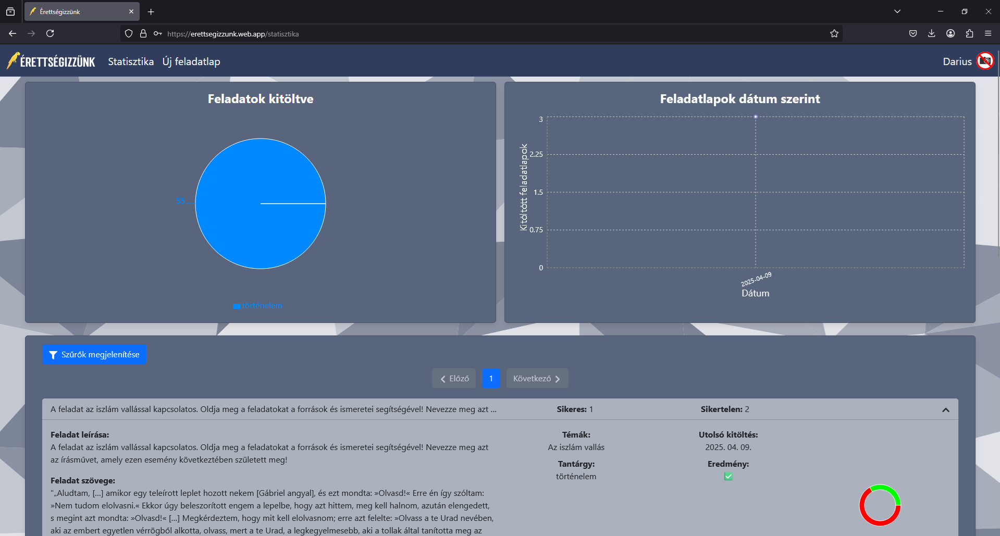 Érettségizzünk
https://erettsegizzunk.web.app/statisztika
ÉRETTSÉGIZZÜNK
Statisztika
Új feladatlap
Darius
Feladatok kitöltve
55
történelem
Feladatlapok dátum szerint
Kitöltött feladatlapok
3
2.25
1.5
0.75
0
2025-04-09
Dátum
Szűrők megjelenítése
Előző
1
Következő
A feladat az iszlám vallással kapcsolatos. Oldja meg a feladatokat a források és ismeretei segítségével! Nevezze meg azt ...
Sikeres: 1
Sikertelen: 2
Feladat leírása:
A feladat az iszlám vallással kapcsolatos. Oldja meg a feladatokat a források és ismeretei segítségével! Nevezze meg azt
az írásművet, amely ezen esemény következtében született meg!
Feladat szövege:
"„Aludtam, [...] amikor egy teleírott leplet hozott nekem [Gábriel angyal], és ezt mondta: »Olvasd!« Erre én így szóltam:
»Nem tudom elolvasni.« Ekkor úgy beleszorított engem a lepelbe, hogy azt hittem, meg kell halnom, azután elengedett,
s megint azt mondta: »Olvasd!« [...] Megkérdeztem, hogy mit kell elolvasnom; erre azt felelte: »Olvass a te Urad nevében,
aki az embert egyetlen vérrögből alkotta, olvass, mert a te Urad, a legkegyelmesebb, aki a tollak által tanította meg az
Témák:
Az iszlám vallás
Tantárgy:
történelem
Utolsó kitöltés:
2025. 04. 09.
Eredmény: